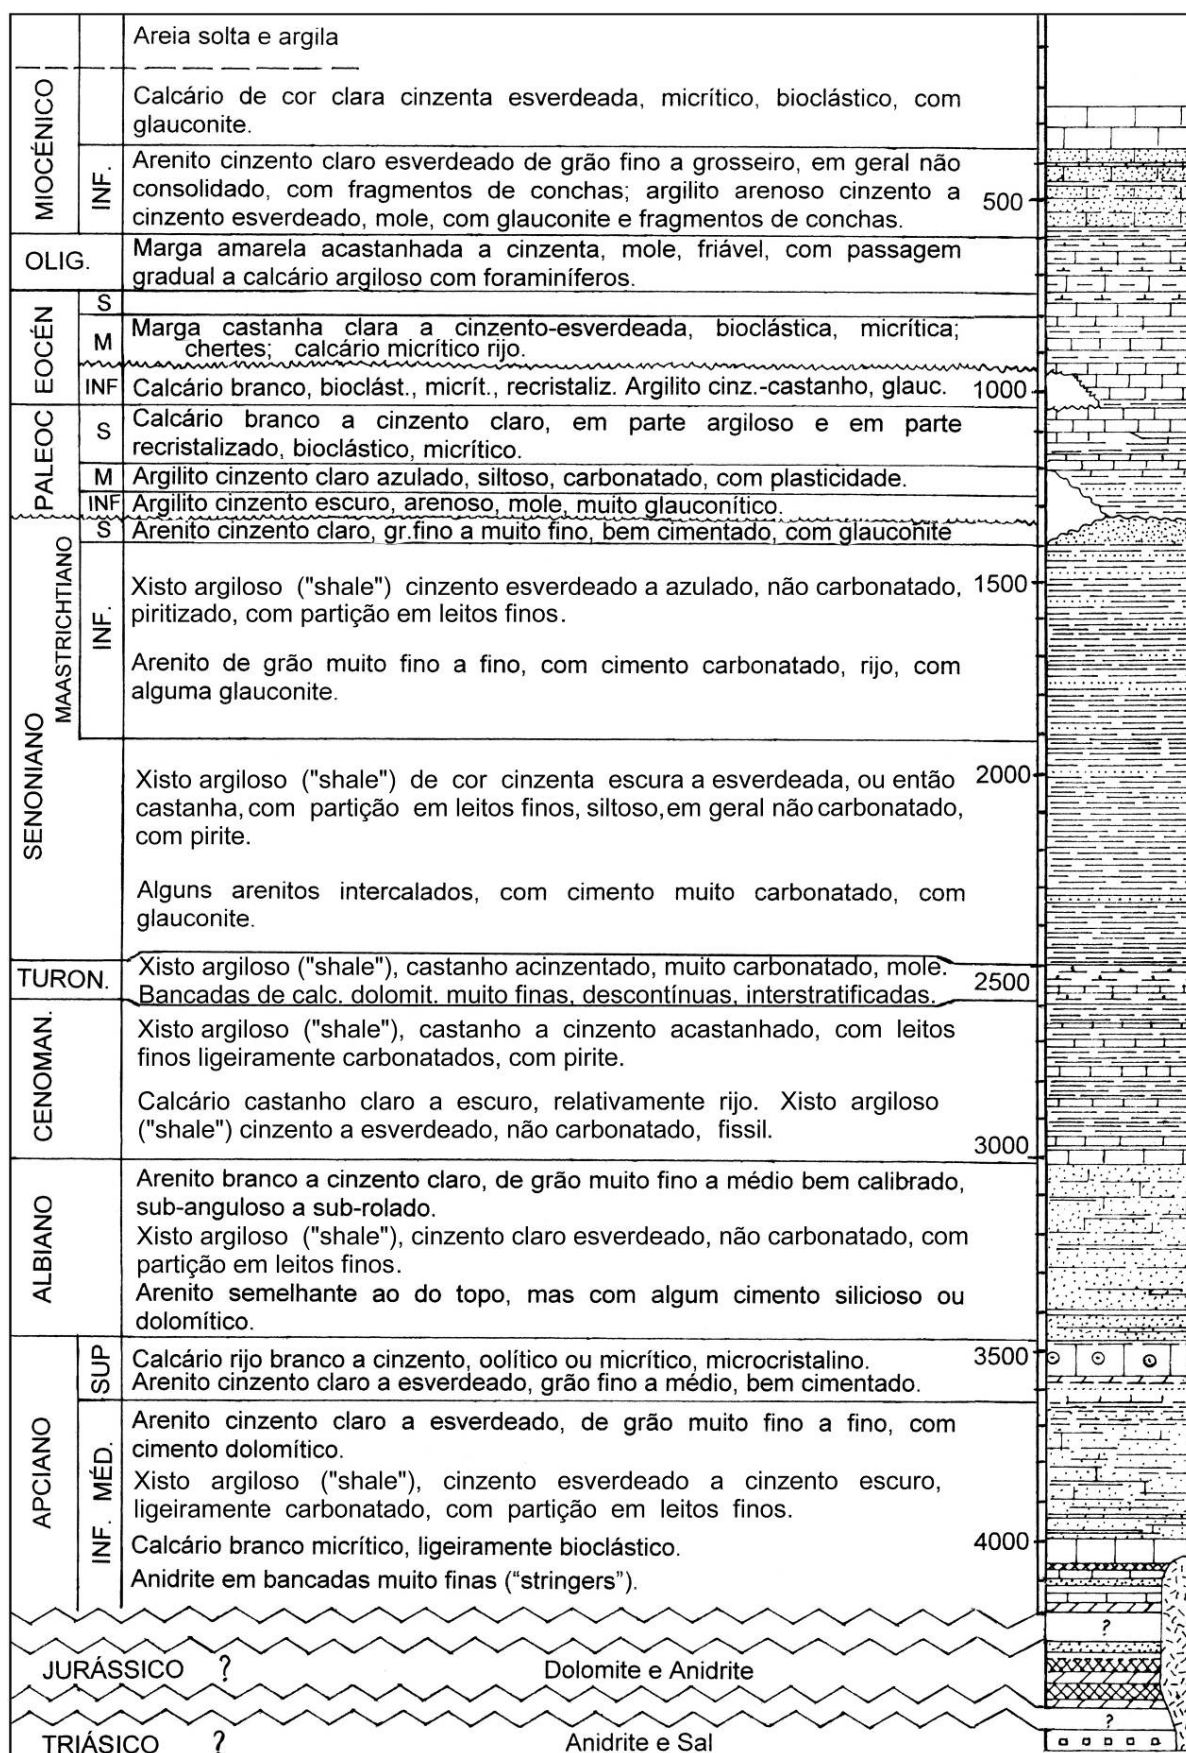 Areia solta e argila
MIOCÉNICO
Calcário de cor clara cinzenta esverdeada, micrítico, bioclástico, com
glauconite.
INF.
Arenito cinzento claro esverdeado de grão fino a grosseiro, em geral não
consolidado, com fragmentos de conchas; argilito arenoso cinzento a
cinzento esverdeado, mole, com glauconite e fragmentos de conchas.
500
OLIG.
Marga amarela acastanhada a cinzenta, mole, friável, com passagem
gradual a calcário argiloso com foraminíferos.
EOCÉN
S
M
Marga castanha clara a cinzento-esverdeada, bioclástica, micrítica;
chertes; calcário micrítico rijo.
INF
Calcário branco, bioclást., micrít., recristaliz. Argilito cinz.-castanho, glauc.
1000
PALEOC
S
Calcário branco a cinzento claro, em parte argiloso e em parte
recristalizado, bioclástico, micrítico.
M
Argilito cinzento claro azulado, siltoso, carbonatado, com plasticidade.
INF
Argilito cinzento escuro, arenoso, mole, muito glauconítico.
SENONIANO
MAASTRICHTIANO
S
Arenito cinzento claro, gr.fino a muito fino, bem cimentado, com glauconite
INF.
Xisto argiloso ("shale") cinzento esverdeado a azulado, não carbonatado,
1500
piritizado, com partição em leitos finos.
Arenito de grão muito fino a fino, com cimento carbonatado, rijo, com
alguma glauconite.
Xisto argiloso ("shale") de cor cinzenta escura a esverdeada, ou então
2000
castanha, com partição em leitos finos, siltoso, em geral não carbonatado,
com pirite.
Alguns arenitos intercalados, com cimento muito carbonatado, com
glauconite.
TURON.
Xisto argiloso ("shale"), castanho acinzentado, muito carbonatado, mole.
2500
Bancadas de calc. dolomit. muito finas, descontínuas, interstratificadas.
CENOMAN.
Xisto argiloso ("shale"), castanho a cinzento acastanhado, com leitos
finos ligeiramente carbonatados, com pirite.
Calcário castanho claro a escuro, relativamente rijo. Xisto argiloso
("shale") cinzento a esverdeado, não carbonatado, fissil.
3000
ALBIANO
Arenito branco a cinzento claro, de grão muito fino a médio bem calibrado,
sub-anguloso a sub-rolado.
Xisto argiloso ("shale"), cinzento claro esverdeado, não carbonatado, com
partição em leitos finos.
Arenito semelhante ao do topo, mas com algum cimento silicioso ou
dolomítico.
APCIANO
SUP
Calcário rijo branco a cinzento, oolítico ou micrítico, microcristalino.
3500
Arenito cinzento claro a esverdeado, grão fino a médio, bem cimentado.
INF. MÉD.
Arenito cinzento claro a esverdeado, de grão muito fino a fino, com
cimento dolomítico.
Xisto argiloso ("shale"), cinzento esverdeado a cinzento escuro,
ligeiramente carbonatado, com partição em leitos finos.
Calcário branco micrítico, ligeiramente bioclástico.
4000
Anidrite em bancadas muito finas ("stringers").
?
JURÁSSICO ?
Dolomite e Anidrite
?
TRIÁSICO ?
Anidrite e Sal